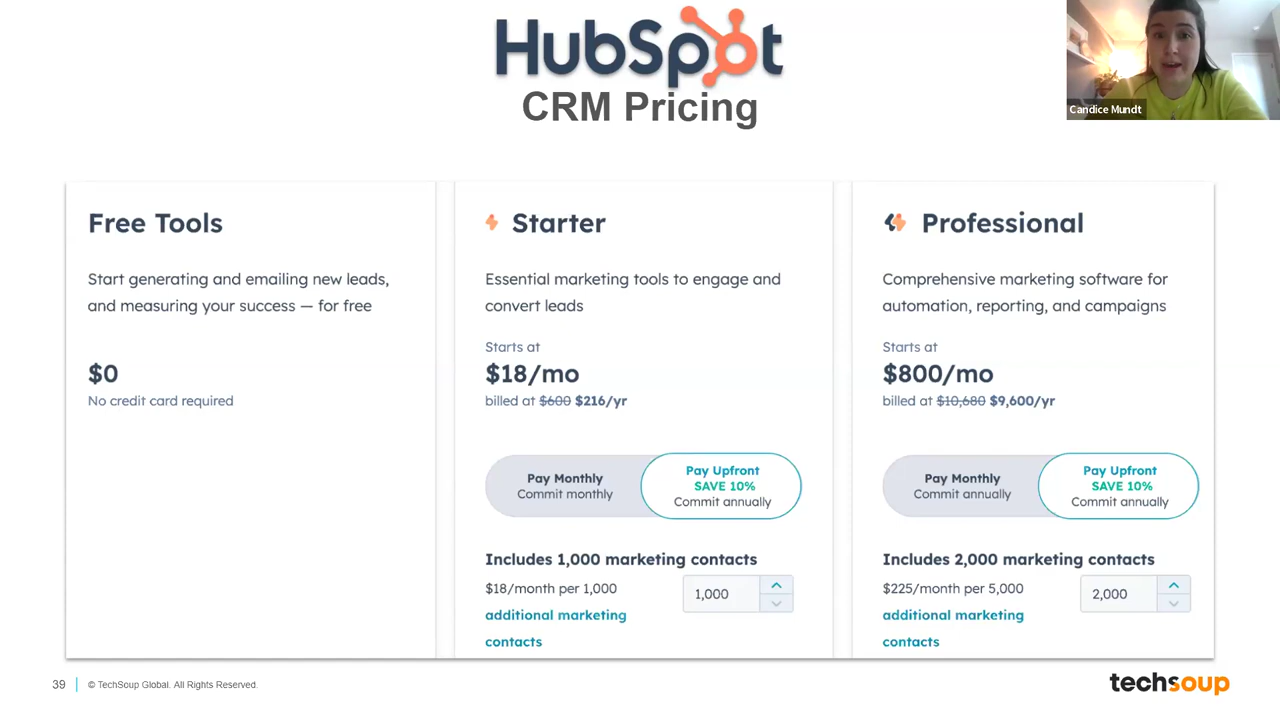 HubSpot
CRM Pricing
Candice Mundt
Free Tools
Start generating and emailing new leads,
and measuring your success — for free
$0
No credit card required
Starter
Essential marketing tools to engage and
convert leads
Starts at
$18/mo
billed at $600 $216/yr
Pay Monthly
Commit monthly
Pay Upfront
SAVE 10%
Commit annually
Includes 1,000 marketing contacts
$18/month per 1,000
additional marketing
contacts
1,000
Professional
Comprehensive marketing software for
automation, reporting, and campaigns
Starts at
$800/mo
billed at $10,680 $9,600/yr
Pay Monthly
Commit annually
Pay Upfront
SAVE 10%
Commit annually
Includes 2,000 marketing contacts
$225/month per 5,000
additional marketing
contacts
2,000
39
© TechSoup Global. All Rights Reserved.
techsoup